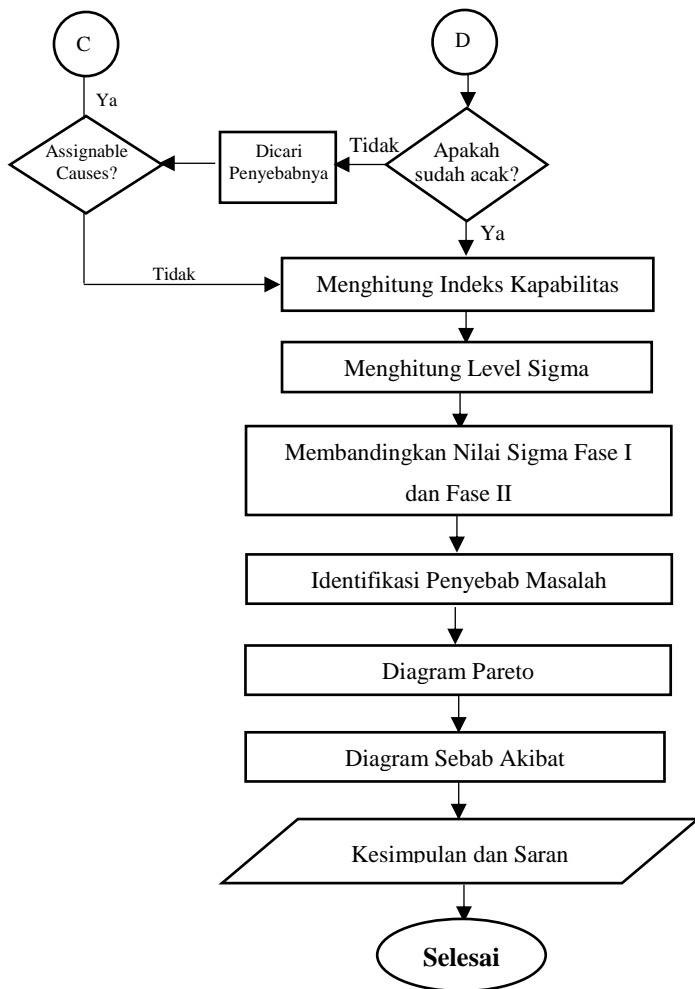 C
D
Ya
Assignable
Causes?
Dicari
Penyebabnya
Tidak
Apakah
sudah acak?
Ya
Tidak
Menghitung Indeks Kapabilitas
Menghitung Level Sigma
Membandingkan Nilai Sigma Fase I
dan Fase II
Identifikasi Penyebab Masalah
Diagram Pareto
Diagram Sebab Akibat
Kesimpulan dan Saran
Selesai